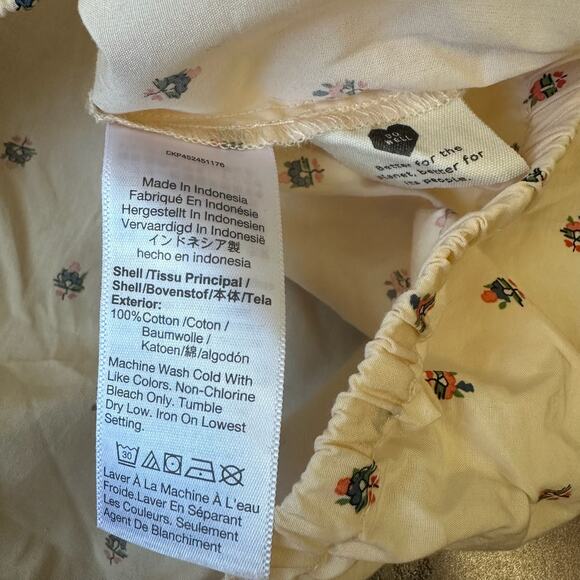 CKP452451176
Made In Indonesia
Fabriqué En Indonésie
Hergestellt In Indonesien
Vervaardigd In Indonesië
インドネシア製
hecho en indonesia
Shell /Tissu Principal /
Shell/Bovenstof/本体/Tela
Exterior:
100%Cotton /Coton /
Baumwolle /
Katoen/綿/algodón
Machine Wash Cold With
Like Colors. Non-Chlorine
Bleach Only. Tumble
Dry Low. Iron On Lowest
Setting.
30
Laver À La Machine À L'eau
Froide.Laver En Séparant
Les Couleurs, Seulement
Agent De Blanchiment
DO
WELL
Better for the
planet, better for
its people.